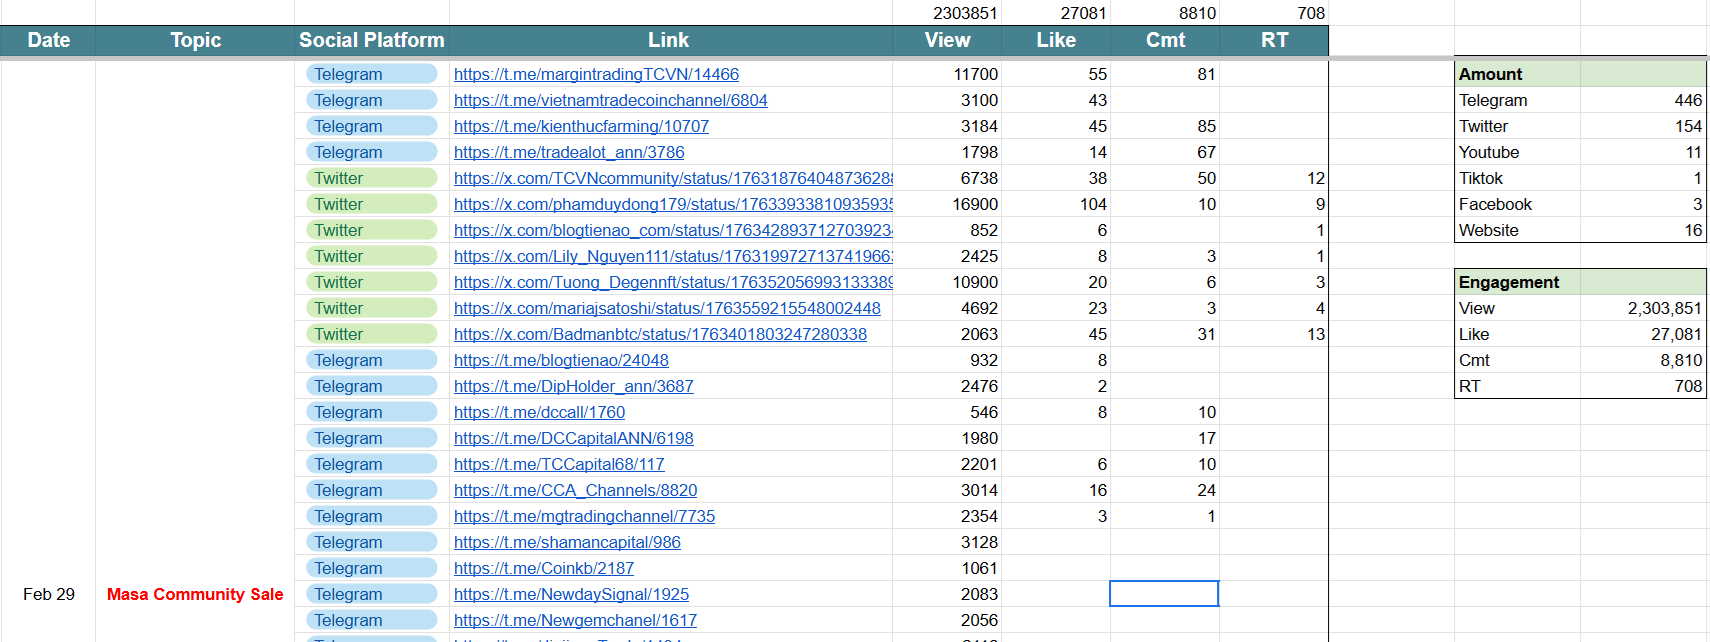 2303851 27081 8810 708
Date Topic Social Platform Link View Like Cmt RT
Telegram https://t.me/margintradingTCVN/14466 11700 55 81 Amount
Telegram https://t.me/vietnamtradecoinchannel/6804 3100 43 Telegram 446
Telegram https://t.me/kienthucfarming/10707 3184 45 85 Twitter 154
Telegram https://t.me/tradealot_ann/3786 1798 14 67 Youtube 11
Twitter https://x.com/TCVNcommunity/status/176318764048736288 6738 38 50 12 Tiktok 1
Twitter https://x.com/phamduydong179/status/17633933810935935 16900 104 10 9 Facebook 3
Twitter https://x.com/blogtienao_com/status/176342893712703923 852 6 1 Website 16
Twitter https://x.com/Lily_Nguyen111/status/1763199727137419663 2425 8 3 1
Twitter https://x.com/Tuong_Degennft/status/176352056993133389 10900 20 6 3 Engagement
Twitter https://x.com/mariajsatoshi/status/1763559215548002448 4692 23 3 4 View 2,303,851
Twitter https://x.com/Badmanbtc/status/1763401803247280338 2063 45 31 13 Like 27,081
Telegram https://t.me/blogtienao/24048 932 8 Cmt 8,810
Telegram https://t.me/DipHolder_ann/3687 2476 2 RT 708
Telegram https://t.me/dccall/1760 546 8 10
Telegram https://t.me/DCCapitalANN/6198 1980 17
Telegram https://t.me/TCCapital68/117 2201 6 10
Telegram https://t.me/CCA_Channels/8820 3014 16 24
Telegram https://t.me/mgtradingchannel/7735 2354 3 1
Telegram https://t.me/shamancapital/986 3128
Telegram https://t.me/Coinkb/2187 1061
Feb 29 Masa Community Sale Telegram https://t.me/NewdaySignal/1925 2083
Telegram https://t.me/Newgemchanel/1617 2056